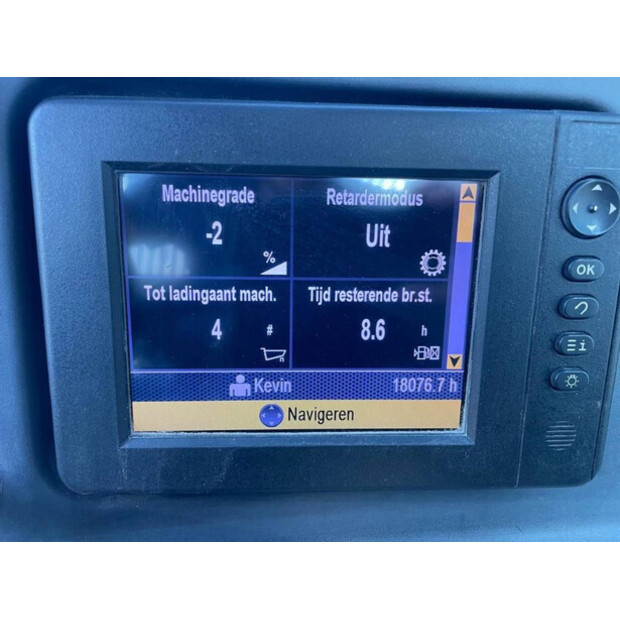 Machinegrade
-2
%
Retardermodus
Uit
Tot ladingaant mach.
4 #
n
Tijd resterende br.st.
8.6 h
Kevin 18076.7 h
Navigeren
OK
i